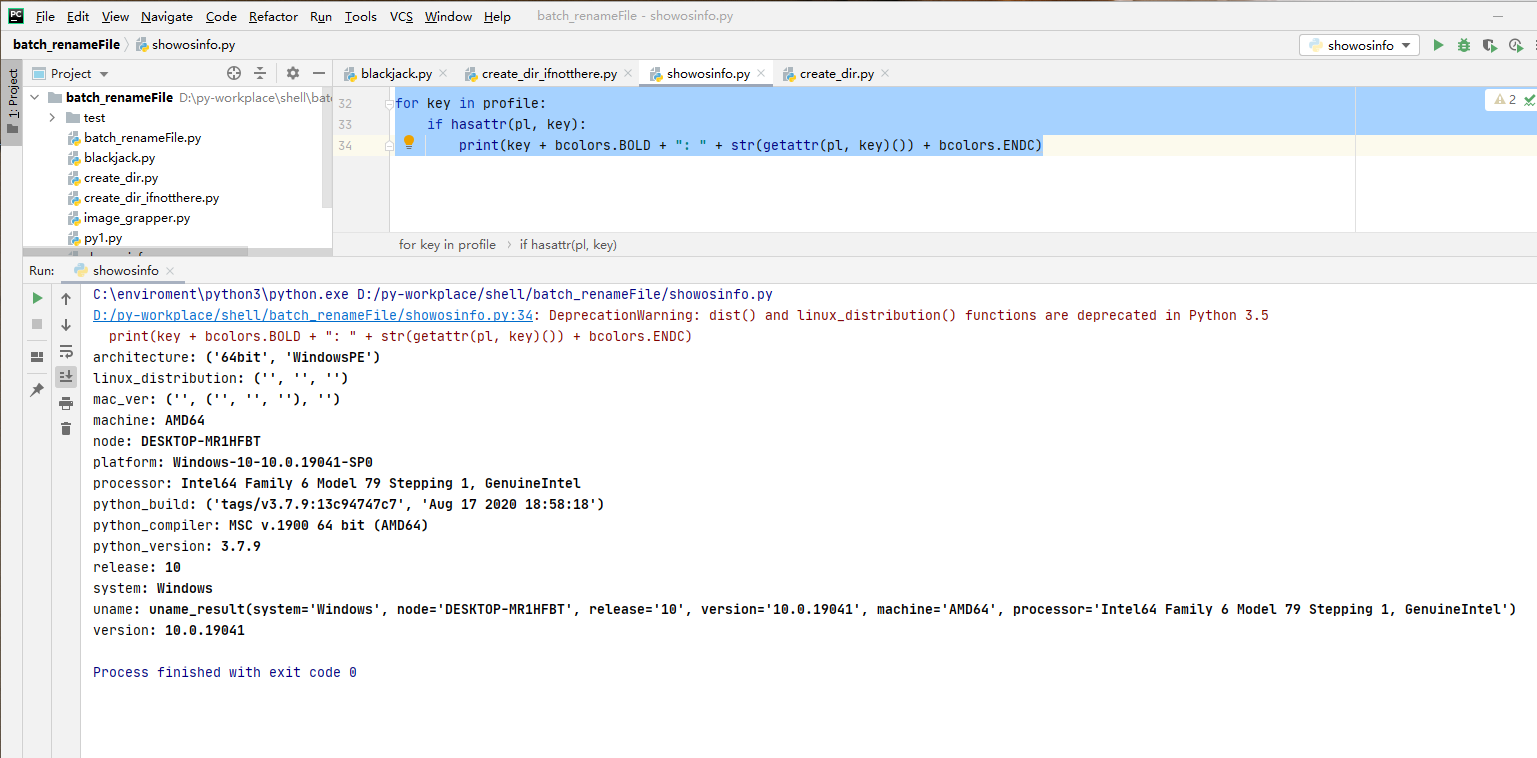 PC File Edit View Navigate Code Refactor Run Tools VCS Window Help batch_renameFile - showosinfo.py
batch_renameFile showosinfo.py showosinfo
1: Project
Project blackjack.py create_dir_ifnotthere.py showosinfo.py create_dir.py
batch_renameFile D:\py-workplace\shell\bat
test
batch_renameFile.py
blackjack.py
create_dir.py
create_dir_ifnotthere.py
image_grapper.py
py1.py
32 for key in profile:
33 if hasattr(pl, key):
34 print(key + bcolors.BOLD + ": " + str(getattr(pl, key)()) + bcolors.ENDC)
2
for key in profile if hasattr(pl, key)
Run: showosinfo
C:\enviroment\python3\python.exe D:/py-workplace/shell/batch_renameFile/showosinfo.py
D:/py-workplace/shell/batch_renameFile/showosinfo.py:34: DeprecationWarning: dist() and linux_distribution() functions are deprecated in Python 3.5
print(key + bcolors.BOLD + ": " + str(getattr(pl, key)()) + bcolors.ENDC)
architecture: ('64bit', 'WindowsPE')
linux_distribution: ('', '', '')
mac_ver: ('', ('', '', ''), '')
machine: AMD64
node: DESKTOP-MR1HFBT
platform: Windows-10-10.0.19041-SP0
processor: Intel64 Family 6 Model 79 Stepping 1, GenuineIntel
python_build: ('tags/v3.7.9:13c94747c7', 'Aug 17 2020 18:58:18')
python_compiler: MSC v.1900 64 bit (AMD64)
python_version: 3.7.9
release: 10
system: Windows
uname: uname_result(system='Windows', node='DESKTOP-MR1HFBT', release='10', version='10.0.19041', machine='AMD64', processor='Intel64 Family 6 Model 79 Stepping 1, GenuineIntel')
version: 10.0.19041
Process finished with exit code 0